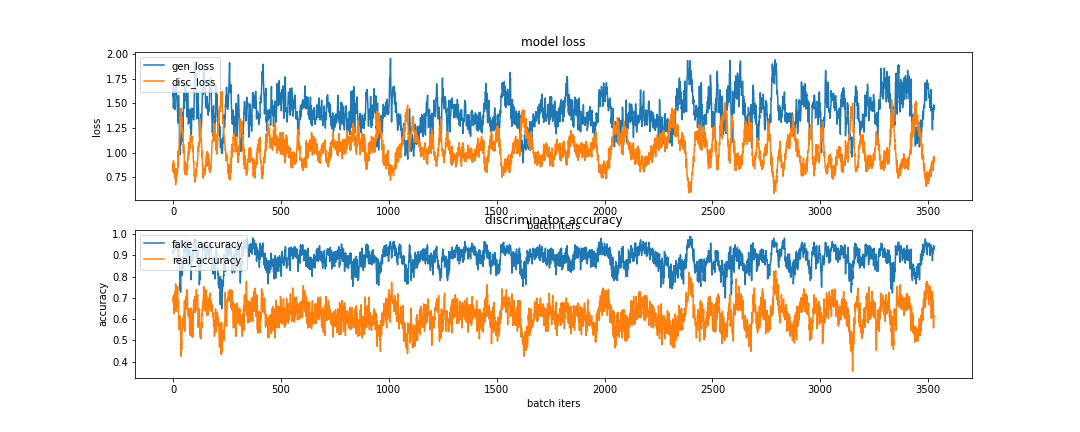 model loss
2.00
1.75
1.50
1.25
1.00
0.75
loss
gen_loss
disc_loss
0 500 1000 1500 2000 2500 3000 3500
batch iters
discriminator accuracy
1.0
0.9
0.8
0.7
0.6
0.5
0.4
accuracy
fake_accuracy
real_accuracy
0 500 1000 1500 2000 2500 3000 3500
batch iters